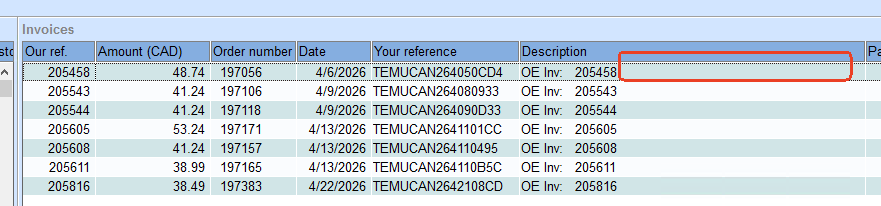 Invoices
Our ref. Amount (CAD) Order number Date Your reference Description
205458 48.74 197056 4/6/2026 TEMUCAN264050CD4 OE Inv: 205458
205543 41.24 197106 4/9/2026 TEMUCAN264080933 OE Inv: 205543
205544 41.24 197118 4/9/2026 TEMUCAN264090D33 OE Inv: 205544
205605 53.24 197171 4/13/2026 TEMUCAN2641101CC OE Inv: 205605
205608 41.24 197157 4/13/2026 TEMUCAN264110495 OE Inv: 205608
205611 38.99 197165 4/13/2026 TEMUCAN264110B5C OE Inv: 205611
205816 38.49 197383 4/22/2026 TEMUCAN2642108CD OE Inv: 205816